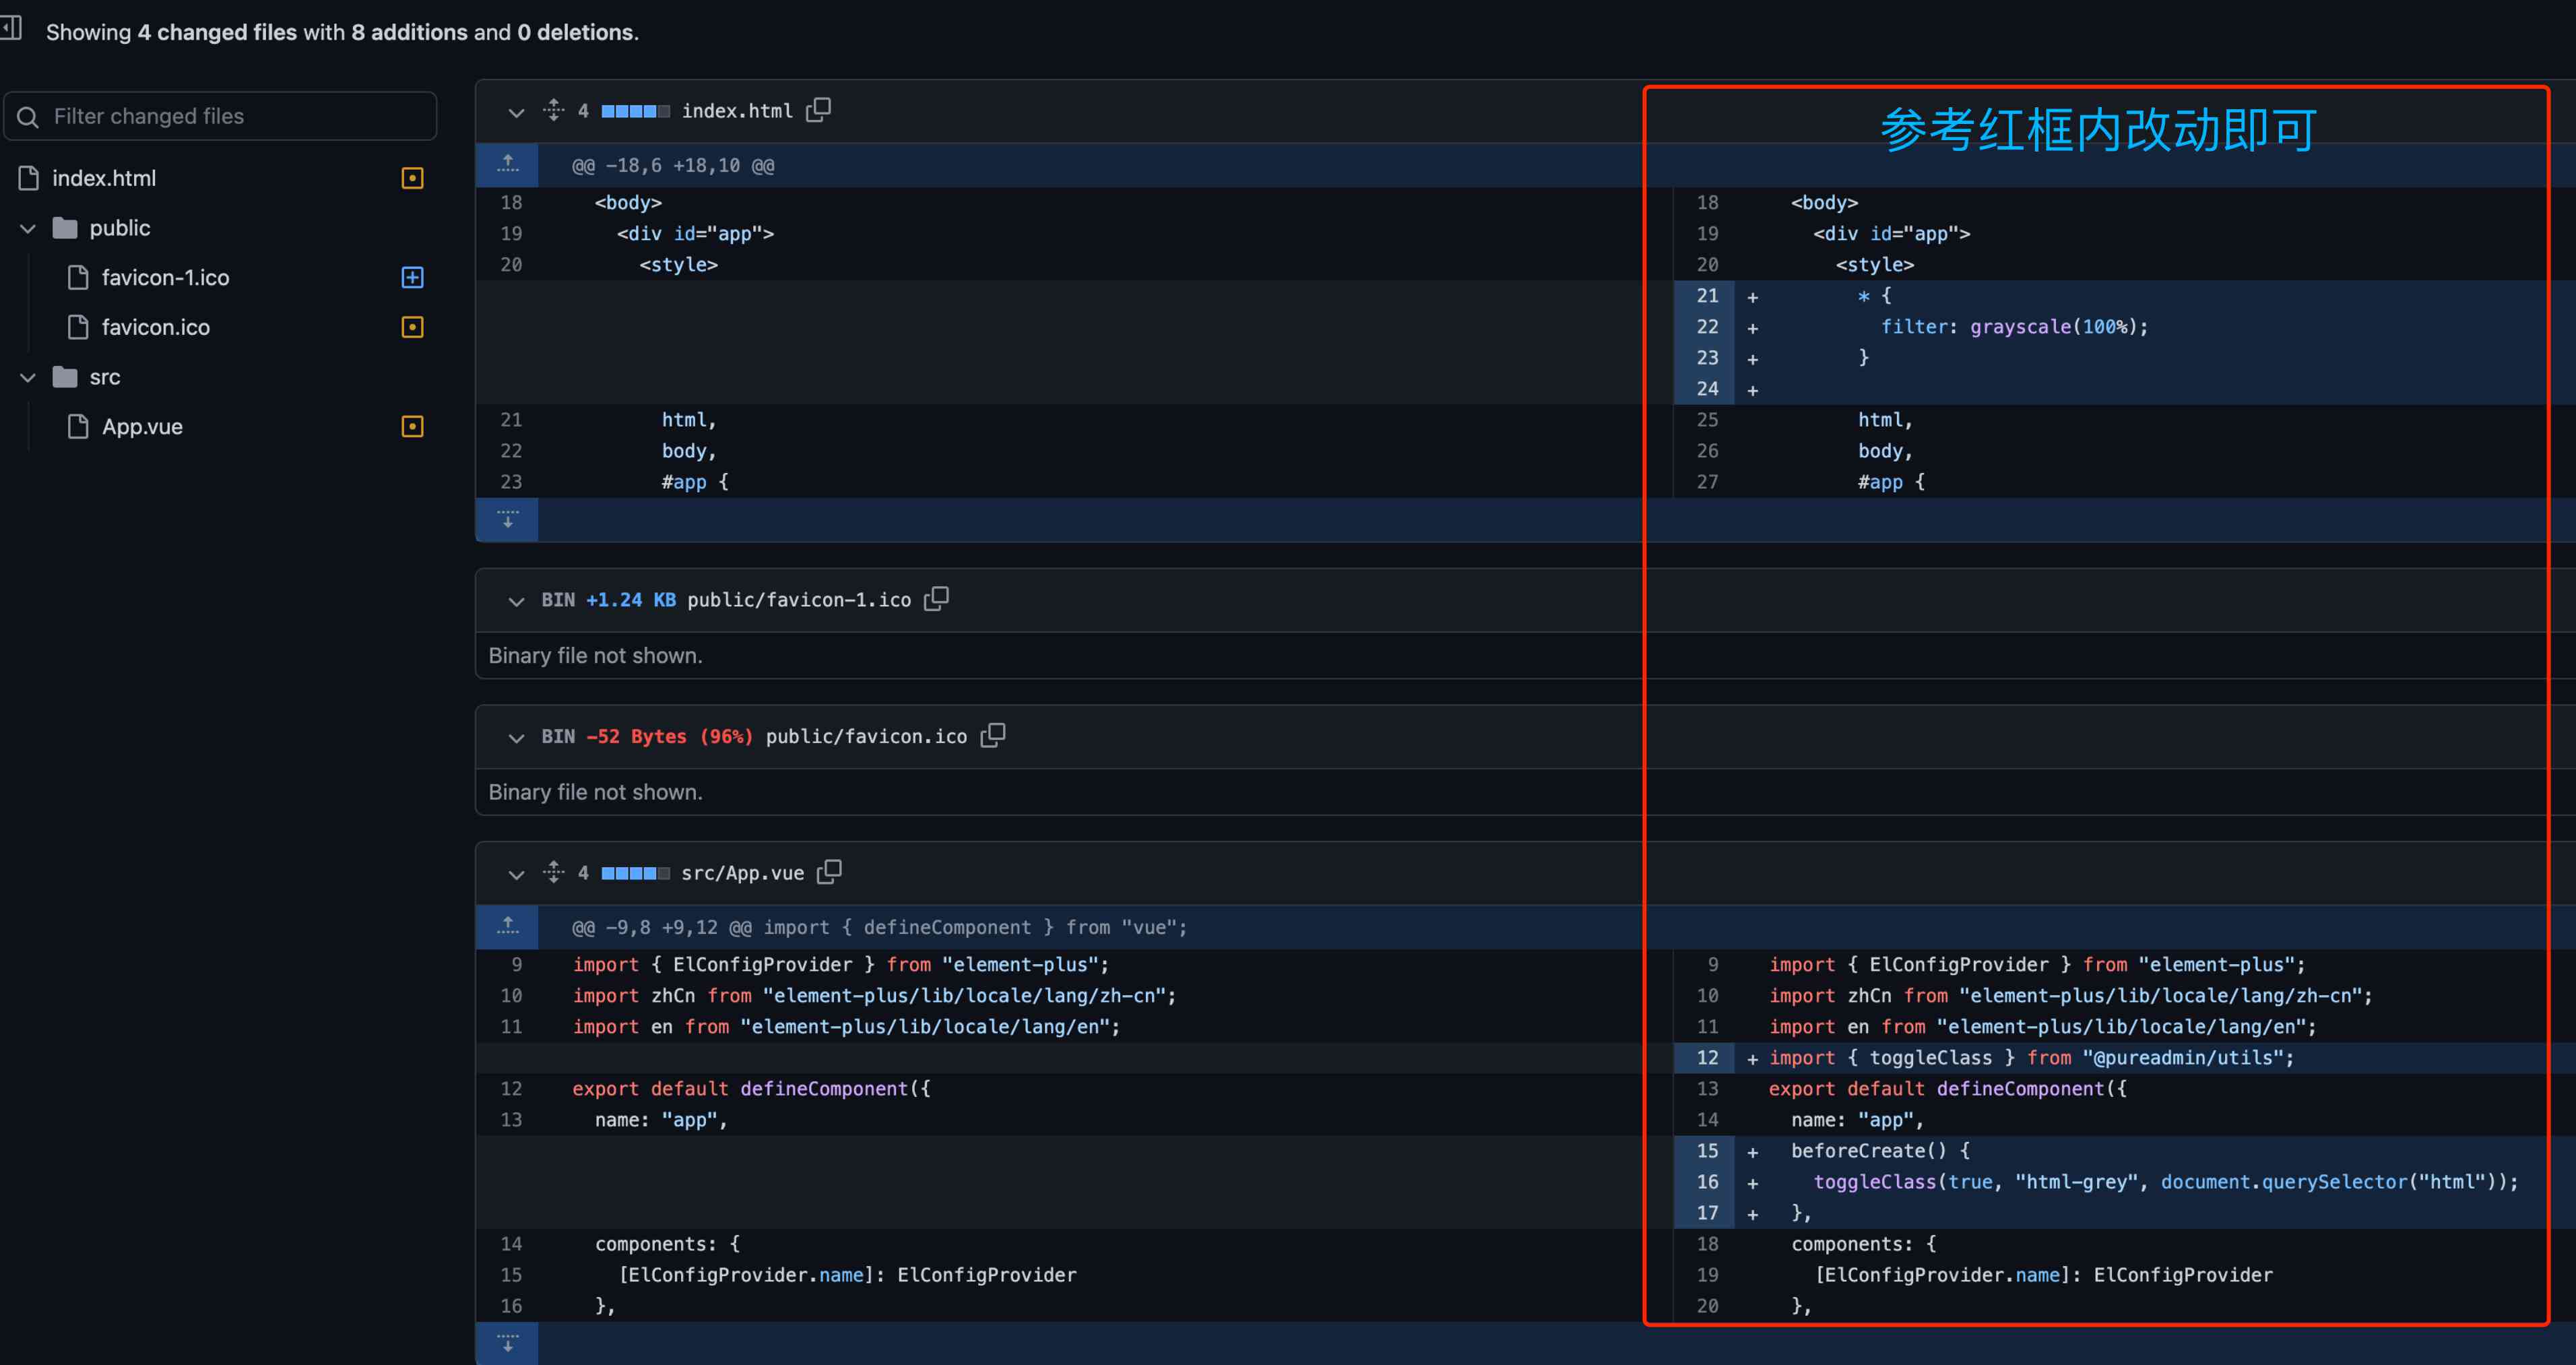 Showing 4 changed files with 8 additions and 0 deletions.
Filter changed files
index.html
public
favicon-1.ico
favicon.ico
src
App.vue
4 index.html
参考红框内改动即可
@@ -18,6 +18,10 @@
18 <body>
19 <div id="app">
20 <style>
21 html,
22 body,
23 #app {
18 <body>
19 <div id="app">
20 <style>
21 + * {
22 + filter: grayscale(100%);
23 + }
24 +
25 html,
26 body,
27 #app {
BIN +1.24 KB public/favicon-1.ico
Binary file not shown.
BIN -52 Bytes (96%) public/favicon.ico
Binary file not shown.
4 src/App.vue
@@ -9,8 +9,12 @@ import { defineComponent } from "vue";
9 import { ElConfigProvider } from "element-plus";
10 import zhCn from "element-plus/lib/locale/lang/zh-cn";
11 import en from "element-plus/lib/locale/lang/en";
12 export default defineComponent({
13 name: "app",
14 components: {
15 [ElConfigProvider.name]: ElConfigProvider
16 },
9 import { ElConfigProvider } from "element-plus";
10 import zhCn from "element-plus/lib/locale/lang/zh-cn";
11 import en from "element-plus/lib/locale/lang/en";
12 + import { toggleClass } from "@pureadmin/utils";
13 export default defineComponent({
14 name: "app",
15 + beforeCreate() {
16 + toggleClass(true, "html-grey", document.querySelector("html"));
17 + },
18 components: {
19 [ElConfigProvider.name]: ElConfigProvider
20 },